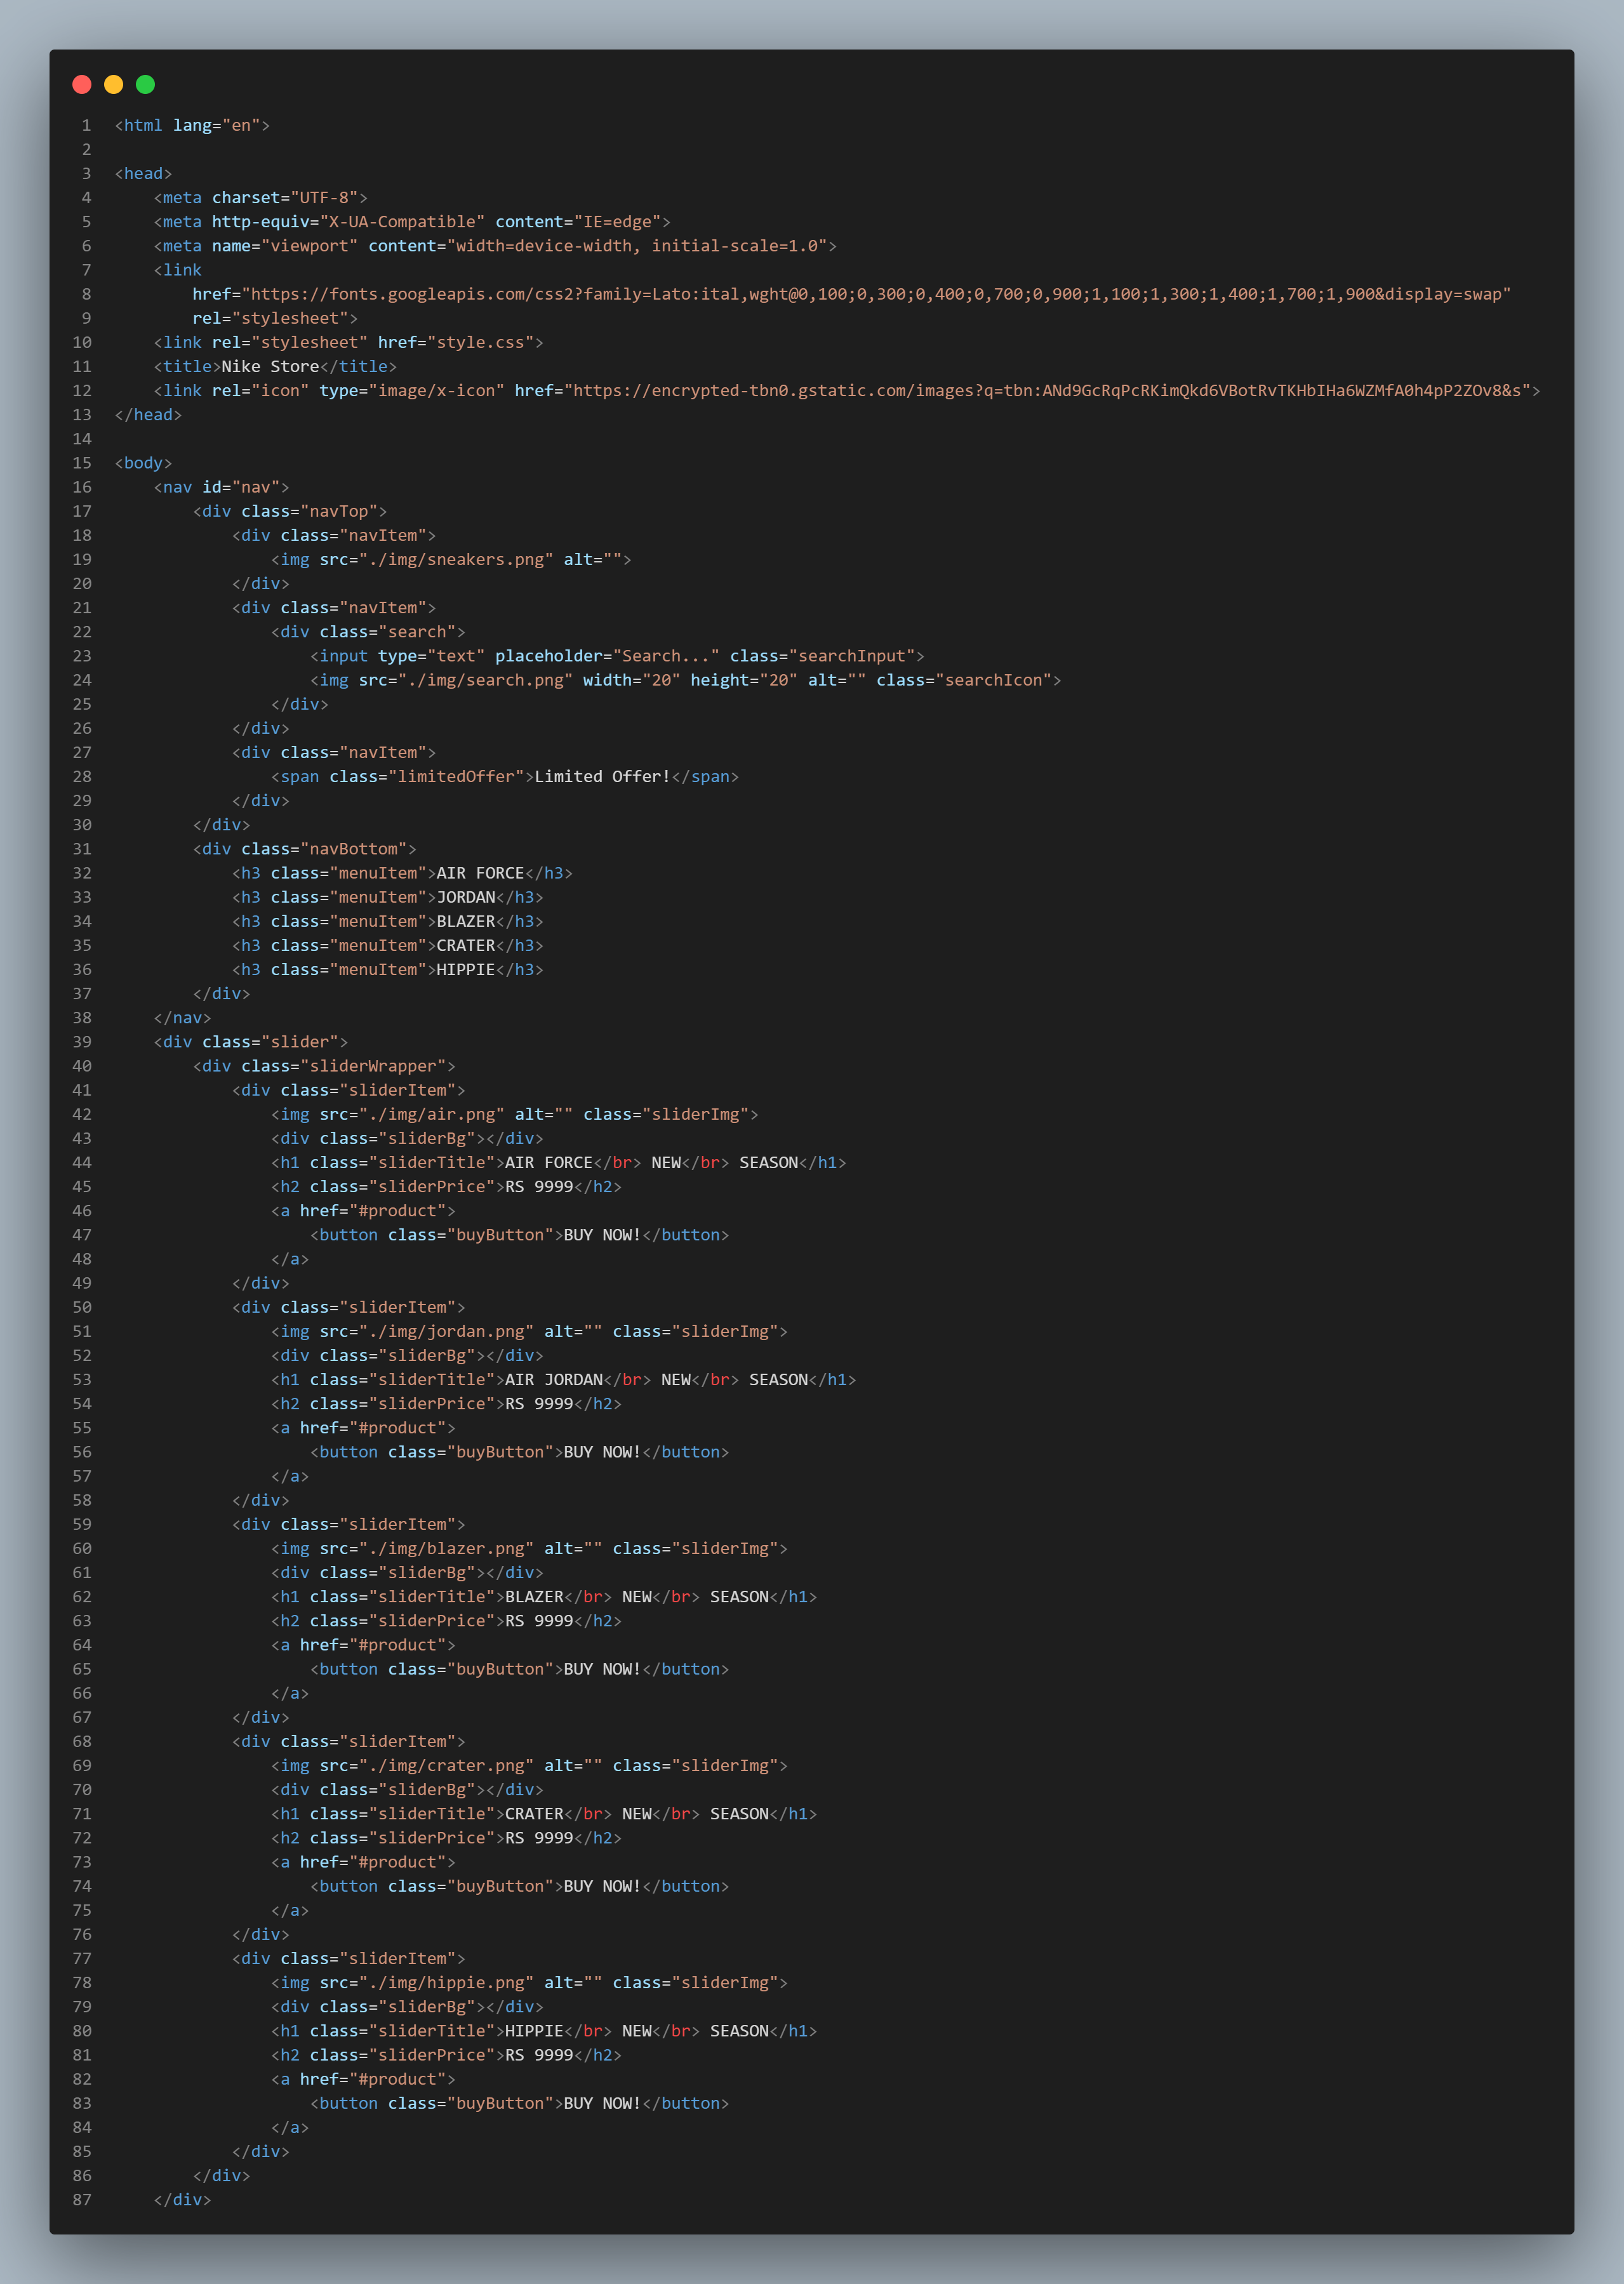 1 <html lang="en">
2
3 <head>
4     <meta charset="UTF-8">
5     <meta http-equiv="X-UA-Compatible" content="IE=edge">
6     <meta name="viewport" content="width=device-width, initial-scale=1.0">
7     <link
8         href="https://fonts.googleapis.com/css2?family=Lato:ital,wght@0,100;0,300;0,400;0,700;0,900;1,100;1,300;1,400;1,700;1,900&display=swap"
9         rel="stylesheet">
10     <link rel="stylesheet" href="style.css">
11     <title>Nike Store</title>
12     <link rel="icon" type="image/x-icon" href="https://encrypted-tbn0.gstatic.com/images?q=tbn:ANd9GcRqPcRKimQkd6VBotRvTKHbIHa6WZMfA0h4pP2ZOv8&s">
13 </head>
14
15 <body>
16     <nav id="nav">
17         <div class="navTop">
18             <div class="navItem">
19                 <img src="./img/sneakers.png" alt="">
20             </div>
21             <div class="navItem">
22                 <div class="search">
23                     <input type="text" placeholder="Search..." class="searchInput">
24                     <img src="./img/search.png" width="20" height="20" alt="" class="searchIcon">
25                 </div>
26             </div>
27             <div class="navItem">
28                 <span class="limitedOffer">Limited Offer!</span>
29             </div>
30         </div>
31         <div class="navBottom">
32             <h3 class="menuItem">AIR FORCE</h3>
33             <h3 class="menuItem">JORDAN</h3>
34             <h3 class="menuItem">BLAZER</h3>
35             <h3 class="menuItem">CRATER</h3>
36             <h3 class="menuItem">HIPPIE</h3>
37         </div>
38     </nav>
39     <div class="slider">
40         <div class="sliderWrapper">
41             <div class="sliderItem">
42                 <img src="./img/air.png" alt="" class="sliderImg">
43                 <div class="sliderBg"></div>
44                 <h1 class="sliderTitle">AIR FORCE</br> NEW</br> SEASON</h1>
45                 <h2 class="sliderPrice">RS 9999</h2>
46                 <a href="#product">
47                     <button class="buyButton">BUY NOW!</button>
48                 </a>
49             </div>
50             <div class="sliderItem">
51                 <img src="./img/jordan.png" alt="" class="sliderImg">
52                 <div class="sliderBg"></div>
53                 <h1 class="sliderTitle">AIR JORDAN</br> NEW</br> SEASON</h1>
54                 <h2 class="sliderPrice">RS 9999</h2>
55                 <a href="#product">
56                     <button class="buyButton">BUY NOW!</button>
57                 </a>
58             </div>
59             <div class="sliderItem">
60                 <img src="./img/blazer.png" alt="" class="sliderImg">
61                 <div class="sliderBg"></div>
62                 <h1 class="sliderTitle">BLAZER</br> NEW</br> SEASON</h1>
63                 <h2 class="sliderPrice">RS 9999</h2>
64                 <a href="#product">
65                     <button class="buyButton">BUY NOW!</button>
66                 </a>
67             </div>
68             <div class="sliderItem">
69                 <img src="./img/crater.png" alt="" class="sliderImg">
70                 <div class="sliderBg"></div>
71                 <h1 class="sliderTitle">CRATER</br> NEW</br> SEASON</h1>
72                 <h2 class="sliderPrice">RS 9999</h2>
73                 <a href="#product">
74                     <button class="buyButton">BUY NOW!</button>
75                 </a>
76             </div>
77             <div class="sliderItem">
78                 <img src="./img/hippie.png" alt="" class="sliderImg">
79                 <div class="sliderBg"></div>
80                 <h1 class="sliderTitle">HIPPIE</br> NEW</br> SEASON</h1>
81                 <h2 class="sliderPrice">RS 9999</h2>
82                 <a href="#product">
83                     <button class="buyButton">BUY NOW!</button>
84                 </a>
85             </div>
86         </div>
87     </div>